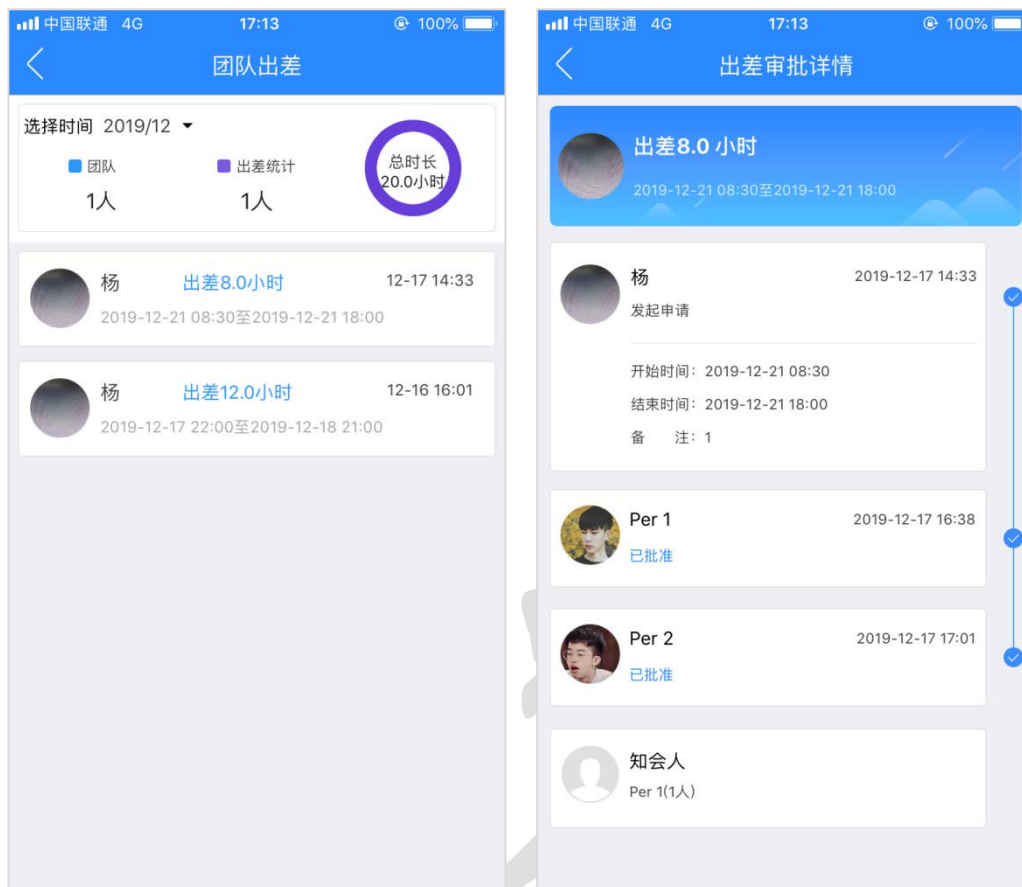 中国联通 4G 17:13 100%
团队出差
选择时间 2019/12
团队 出差统计
1人 1人
总时长
20.0小时
杨 出差8.0小时 12-17 14:33
2019-12-21 08:30至2019-12-21 18:00
杨 出差12.0小时 12-16 16:01
2019-12-17 22:00至2019-12-18 21:00
中国联通 4G 17:13 100%
出差审批详情
出差8.0 小时
2019-12-21 08:30至2019-12-21 18:00
杨 2019-12-17 14:33
发起申请
开始时间：2019-12-21 08:30
结束时间：2019-12-21 18:00
备 注：1
Per 1 2019-12-17 16:38
已批准
Per 2 2019-12-17 17:01
已批准
知会人
Per 1(1人)